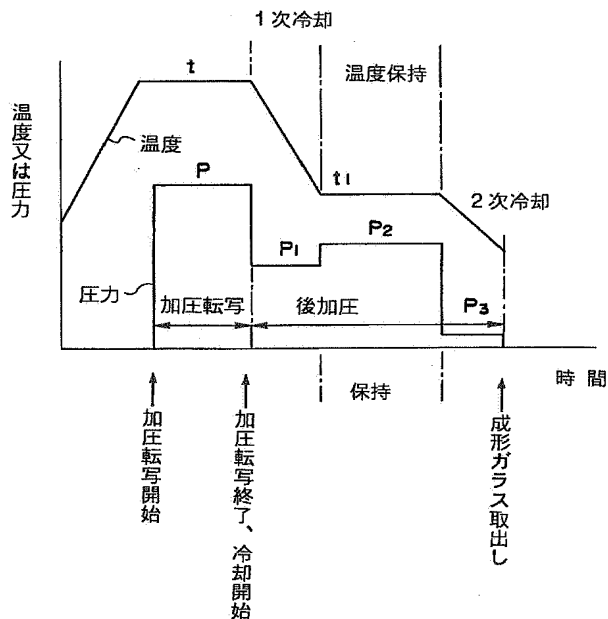 1次冷却
t
温度保持
温度又は圧力
温度
P
t1
2次冷却
P1
P2
圧力
加圧転写
後加圧
P3
時間
保持
加圧転写開始
加圧転写終了、冷却開始
成形ガラス取出し